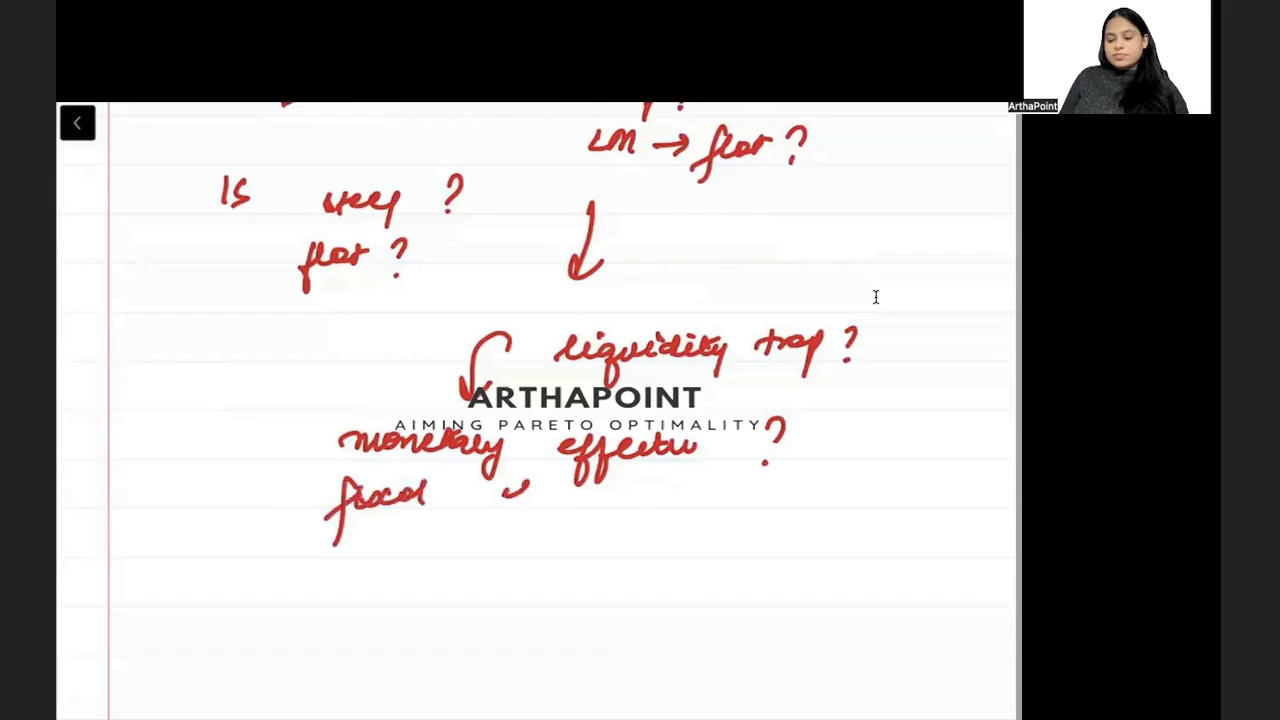 ArthaPoint
LM → flat ?
IS steep ?
flat ?
liquidity trap ?
ARTHAPOINT
AIMING PARETO OPTIMALITY
monetary effective ?
fiscal "